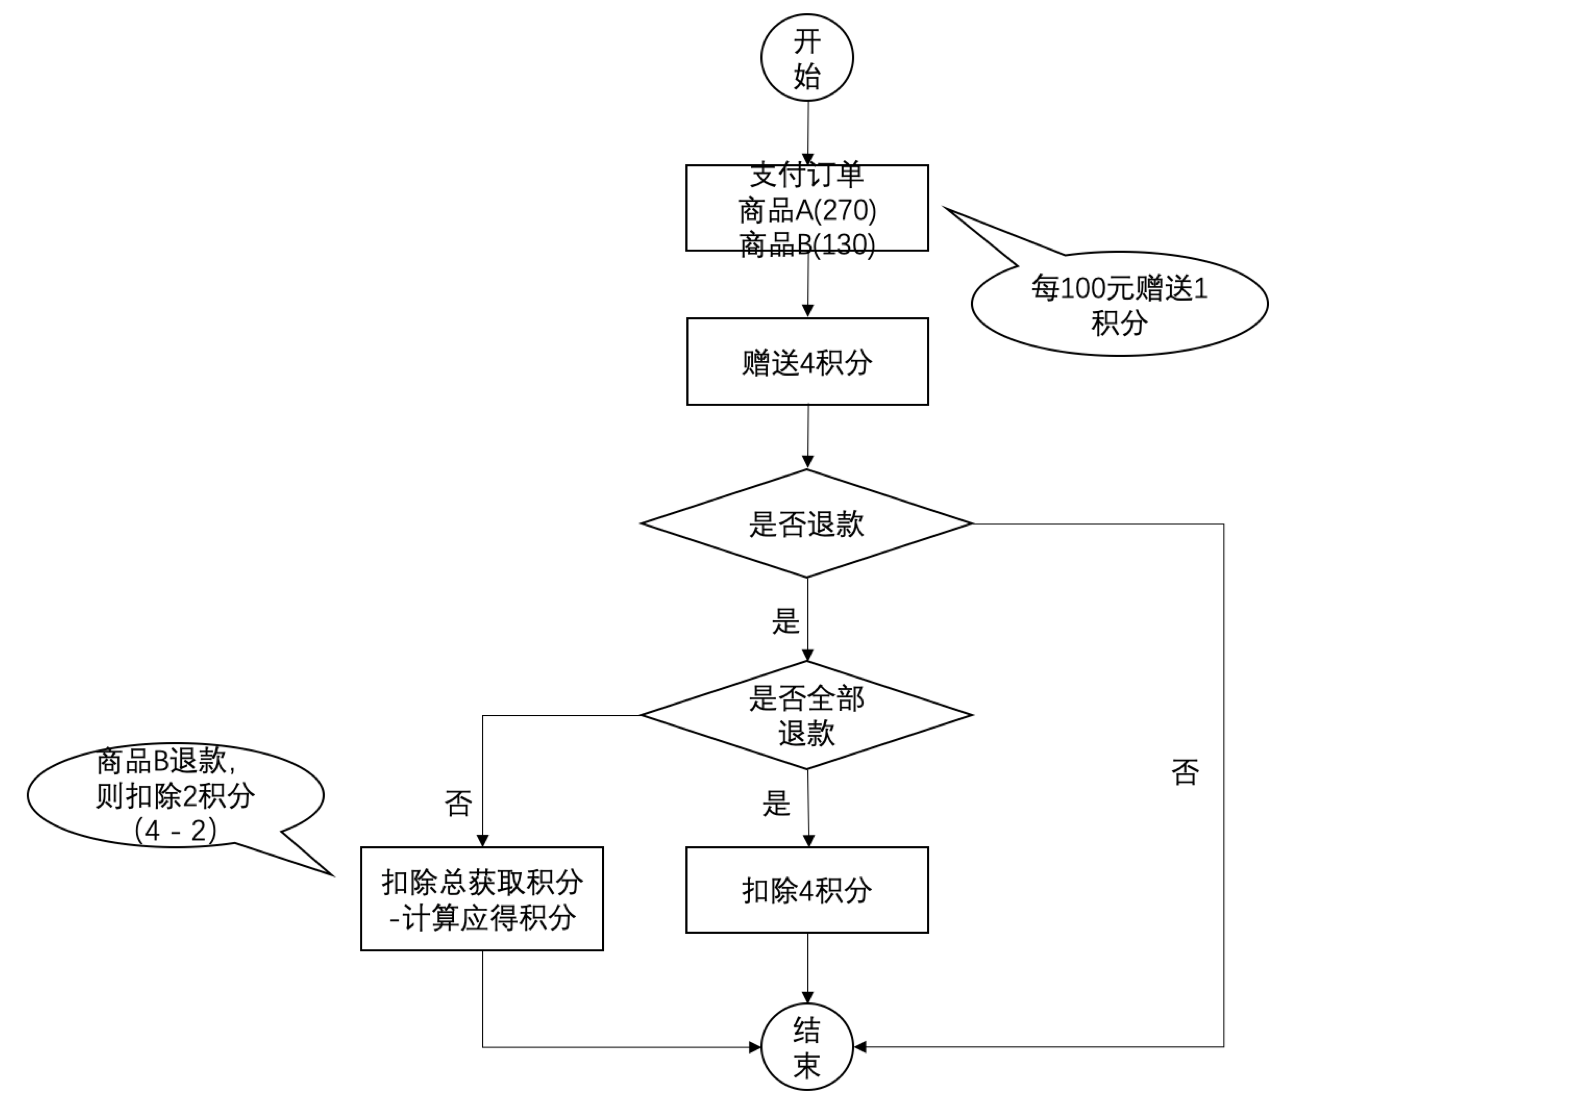 开
始
支付订单
商品A(270)
商品B(130)
每100元赠送1
积分
赠送4积分
是否退款
是
是否全部
退款
否
商品B退款,
则扣除2积分
(4 - 2)
否
是
扣除总获取积分
-计算应得积分
扣除4积分
结
束